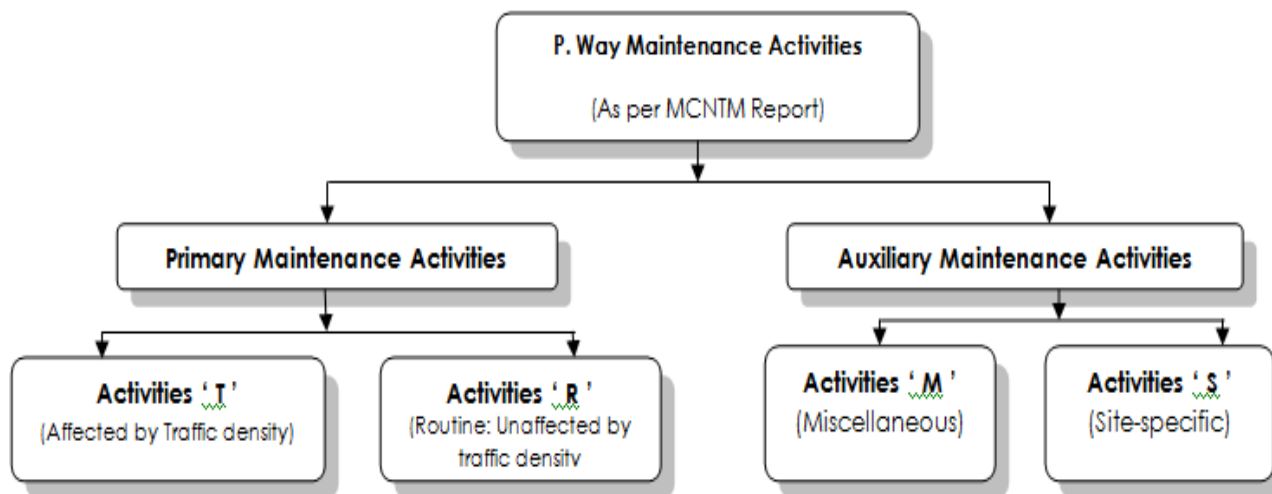 P. Way Maintenance Activities
(As per MCNTM Report)
Primary Maintenance Activities
Auxiliary Maintenance Activities
Activities ‘ T ’
(Affected by Traffic density)
Activities ‘ R ’
(Routine: Unaffected by
traffic density
Activities ‘ M ’
(Miscellaneous)
Activities ‘ S ’
(Site-specific)